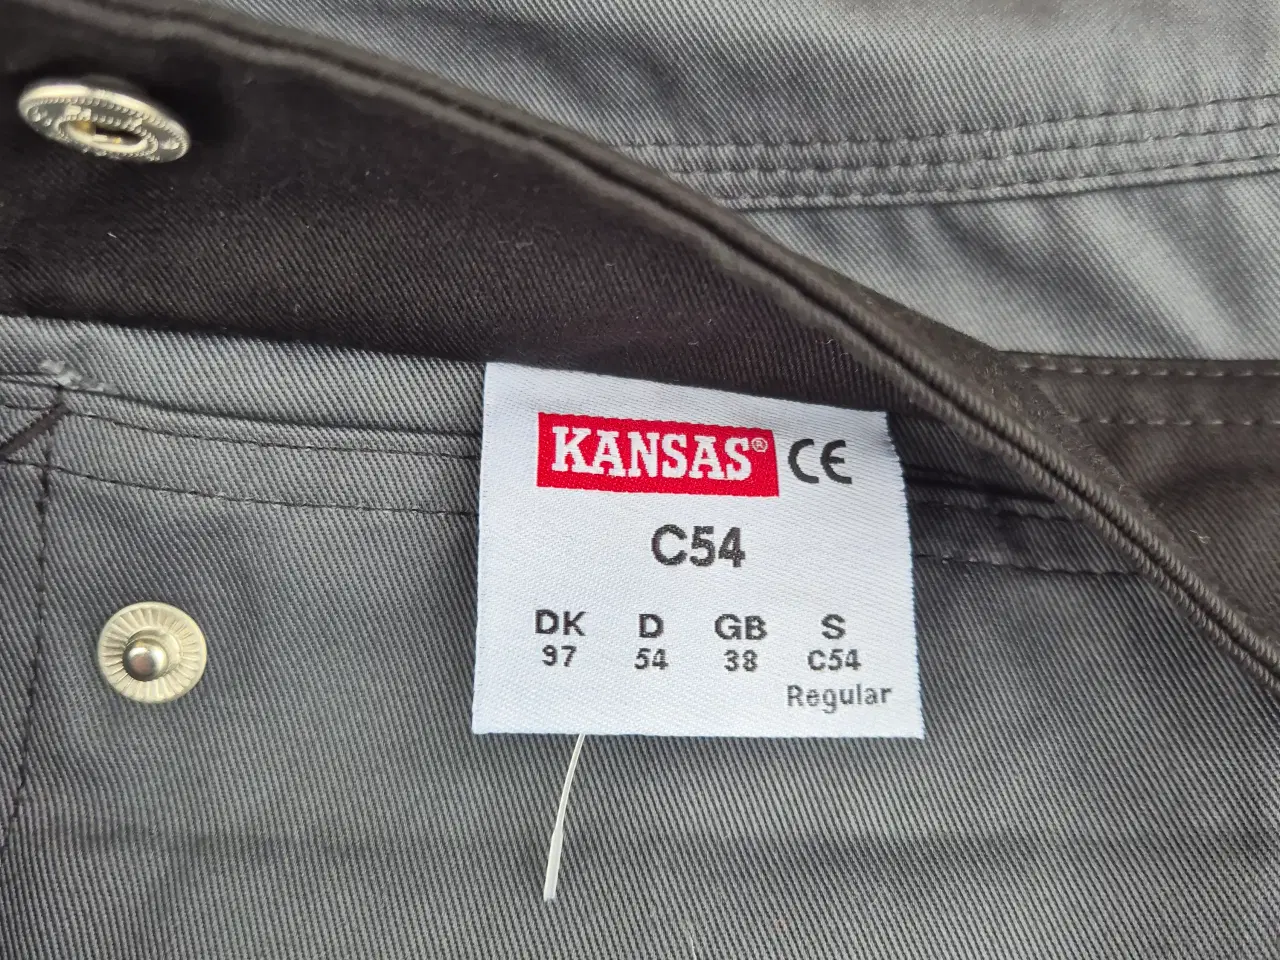 KANSAS® CE
C54
DK D GB S
97 54 38 C54
Regular